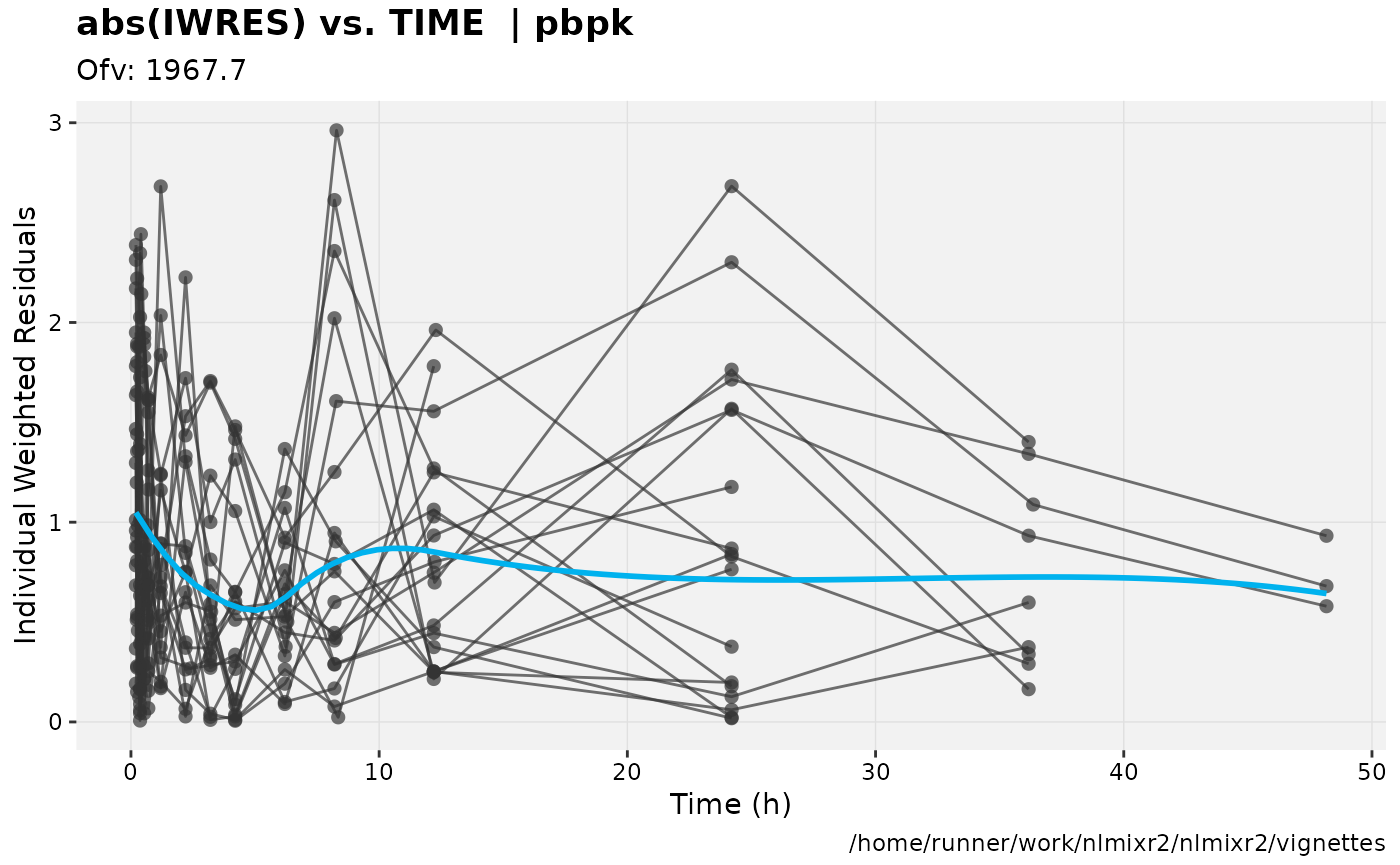 abs(IWRES) vs. TIME  | pbpk
Ofv: 1967.7
Individual Weighted Residuals
3
2
1
0
0 10 20 30 40 50
Time (h)
/home/runner/work/nlmixr2/nlmixr2/vignettes